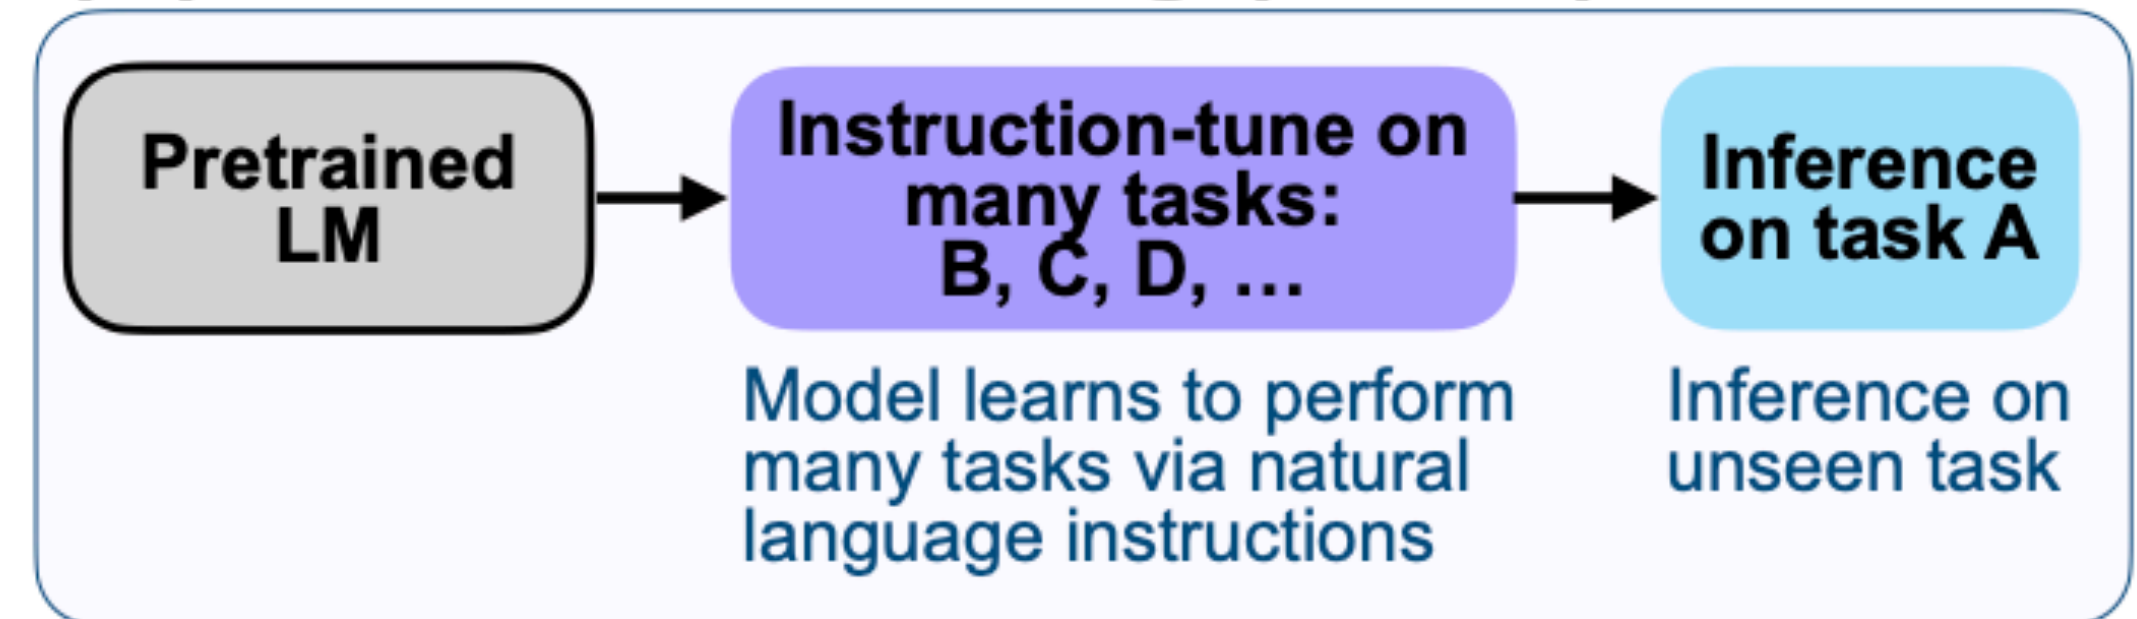 Pretrained
LM
Instruction-tune on
many tasks:
B, C, D, …
Inference
on task A
Model learns to perform
many tasks via natural
language instructions
Inference on
unseen task